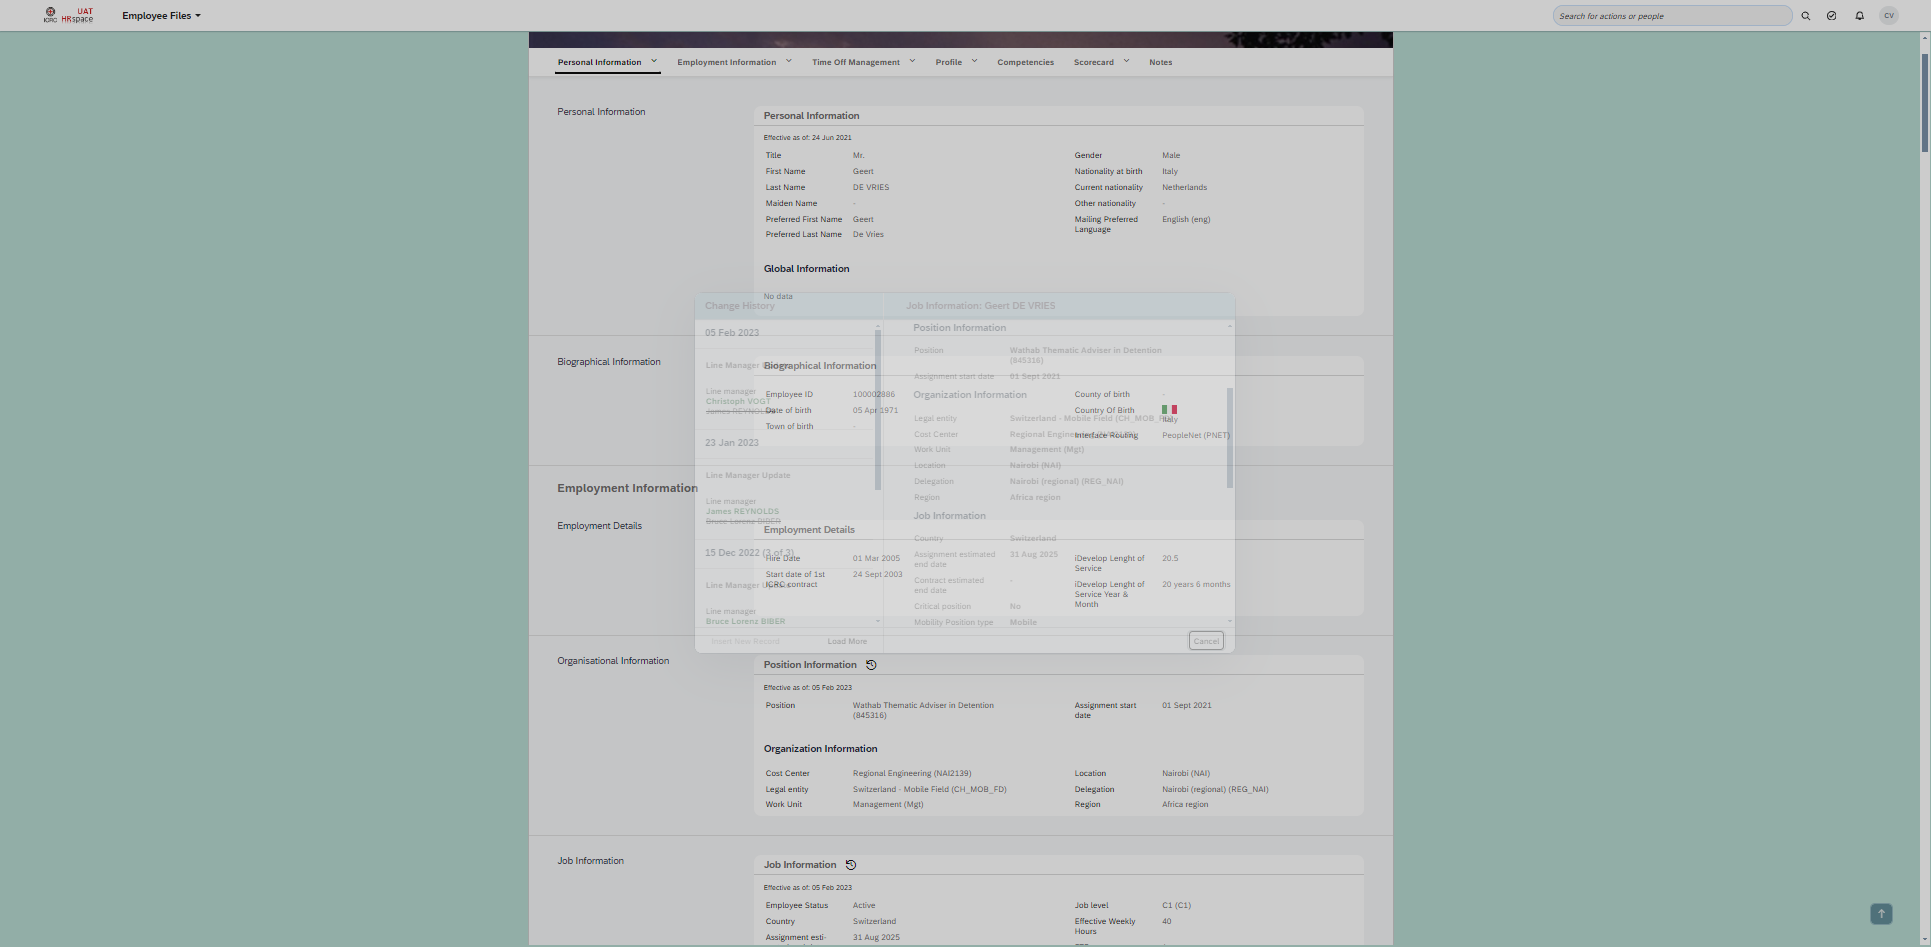 ICRC
UAT
HRspace
Employee Files
Search for actions or people
CV
Personal Information
Employment Information
Time Off Management
Profile
Competencies
Scorecard
Notes
Personal Information
Personal Information
Effective as of: 24 Jun 2021
Title Mr.
First Name Geert
Last Name DE VRIES
Maiden Name -
Preferred First Name Geert
Preferred Last Name De Vries
Gender Male
Nationality at birth Italy
Current nationality Netherlands
Other nationality -
Mailing Preferred English (eng)
Language
Global Information
No data
Biographical Information
Biographical Information
Employee ID 100002886
Date of birth 05 Apr 1971
Town of birth -
County of birth -
Country Of Birth
Italy
Interface Routing PeopleNet (PNET)
Change History
05 Feb 2023
Line Manager Update
Line manager
Christoph VOGT
James REYNOLDS
23 Jan 2023
Line Manager Update
Line manager
James REYNOLDS
Bruce Lorenz BIBER
15 Dec 2022 (3 of 3)
Line Manager Update
Line manager
Bruce Lorenz BIBER
Insert New Record
Load More
Job Information: Geert DE VRIES
Position Information
Position Wathab Thematic Adviser in Detention
(845316)
Assignment start date 01 Sept 2021
Organization Information
Legal entity Switzerland - Mobile Field (CH_MOB_FD)
Cost Center Regional Engineering
Work Unit Management (Mgt)
Location Nairobi (NAI)
Delegation Nairobi (regional) (REG_NAI)
Region Africa region
Job Information
Country Switzerland
Assignment estimated 31 Aug 2025
end date
Contract estimated -
end date
Critical position No
Mobility Position type Mobile
Cancel
Employment Information
Employment Details
Employment Details
Hire Date 01 Mar 2005
Start date of 1st 24 Sept 2003
ICRC contract
iDevelop Lenght of 20.5
Service
iDevelop Lenght of 20 years 6 months
Service Year &
Month
Organisational Information
Position Information
Effective as of: 05 Feb 2023
Position Wathab Thematic Adviser in Detention
(845316)
Assignment start 01 Sept 2021
date
Organization Information
Cost Center Regional Engineering (NAI2139)
Legal entity Switzerland - Mobile Field (CH_MOB_FD)
Work Unit Management (Mgt)
Location Nairobi (NAI)
Delegation Nairobi (regional) (REG_NAI)
Region Africa region
Job Information
Job Information
Effective as of: 05 Feb 2023
Employee Status Active
Country Switzerland
Assignment esti- 31 Aug 2025
Job level C1 (C1)
Effective Weekly 40
Hours